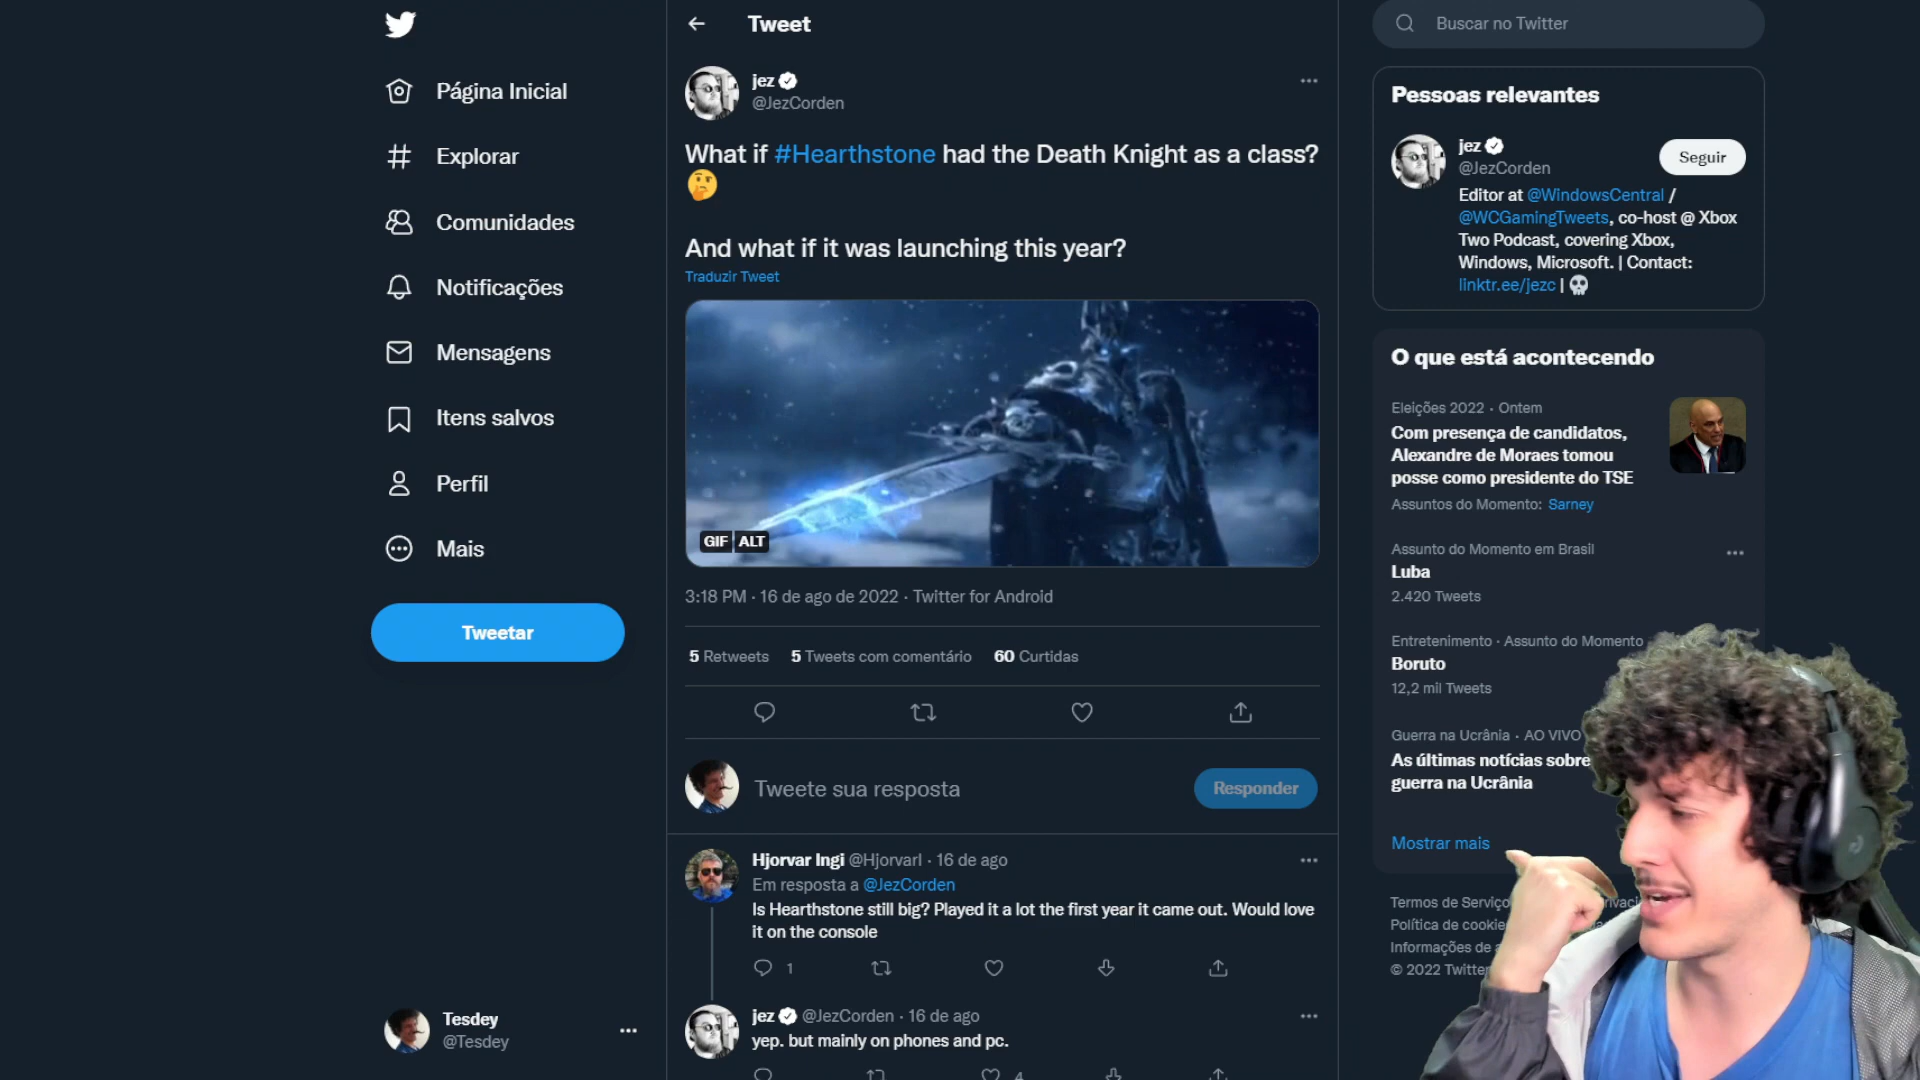 Tweet
Buscar no Twitter
Página Inicial
Explorar
Comunidades
Notificações
Mensagens
Itens salvos
Perfil
Mais
Tweetar
Tesdey
@Tesdey
jez
@JezCorden
What if #Hearthstone had the Death Knight as a class?
🤔
And what if it was launching this year?
Traduzir Tweet
GIF ALT
3:18 PM · 16 de ago de 2022 · Twitter for Android
5 Retweets 5 Tweets com comentário 60 Curtidas
Tweete sua resposta
Responder
Hjorvar Ingi @HjorvarI · 16 de ago
Em resposta a @JezCorden
Is Hearthstone still big? Played it a lot the first year it came out. Would love
it on the console
1
jez @JezCorden · 16 de ago
yep. but mainly on phones and pc.
4
Pessoas relevantes
jez
@JezCorden
Seguir
Editor at @WindowsCentral /
@WCGamingTweets, co-host @ Xbox
Two Podcast, covering Xbox,
Windows, Microsoft. | Contact:
linktr.ee/jezc | 💀
O que está acontecendo
Eleições 2022 · Ontem
Com presença de candidatos,
Alexandre de Moraes tomou
posse como presidente do TSE
Assuntos do Momento: Sarney
Assunto do Momento em Brasil
Luba
2.420 Tweets
Entretenimento · Assunto do Momento
Boruto
12,2 mil Tweets
Guerra na Ucrânia · AO VIVO
As últimas notícias sobre
guerra na Ucrânia
Mostrar mais
Termos de Serviço
Política de cookie
Informações de
© 2022 Twitter